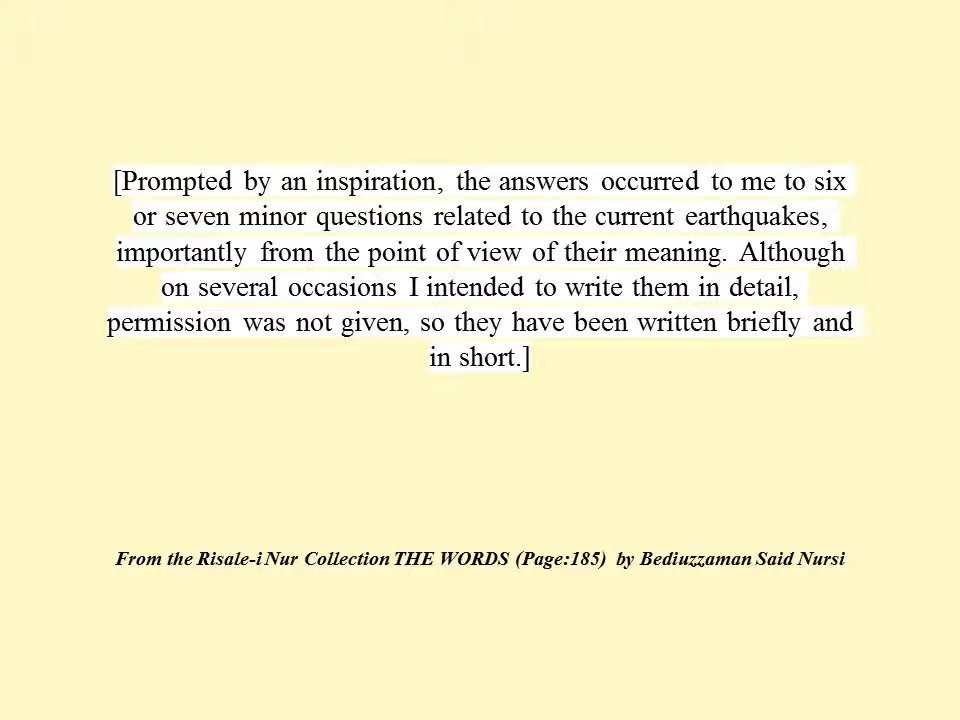 [Prompted by an inspiration, the answers occurred to me to six
or seven minor questions related to the current earthquakes,
importantly from the point of view of their meaning. Although
on several occasions I intended to write them in detail,
permission was not given, so they have been written briefly and
in short.]
From the Risale-i Nur Collection THE WORDS (Page:185) by Bediuzzaman Said Nursi